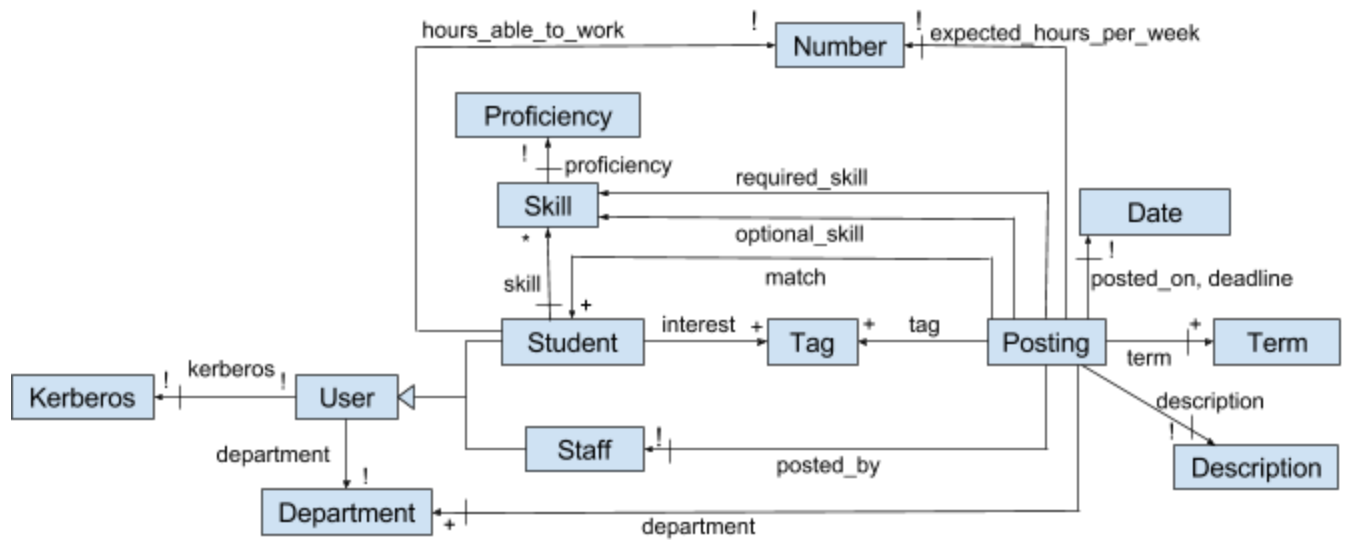 hours_able_to_work ! Number ! expected_hours_per_week
Proficiency
! proficiency
required_skill
Skill
Date
* optional_skill !
skill match posted_on, deadline
+
Student interest + Tag + tag Posting + Term
term
Kerberos ! kerberos ! User
description
! Description
Staff ! posted_by
department !
Department + department